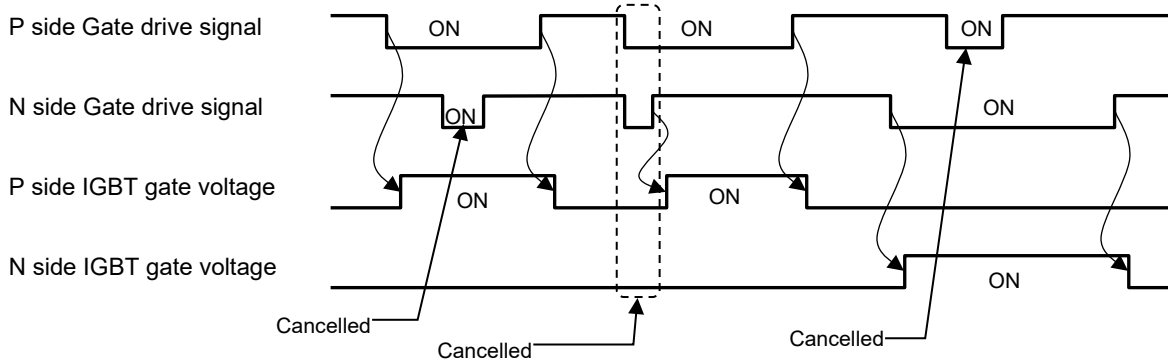 P side Gate drive signal
ON
ON
ON
N side Gate drive signal
ON
ON
P side IGBT gate voltage
ON
ON
N side IGBT gate voltage
ON
Cancelled
Cancelled
Cancelled